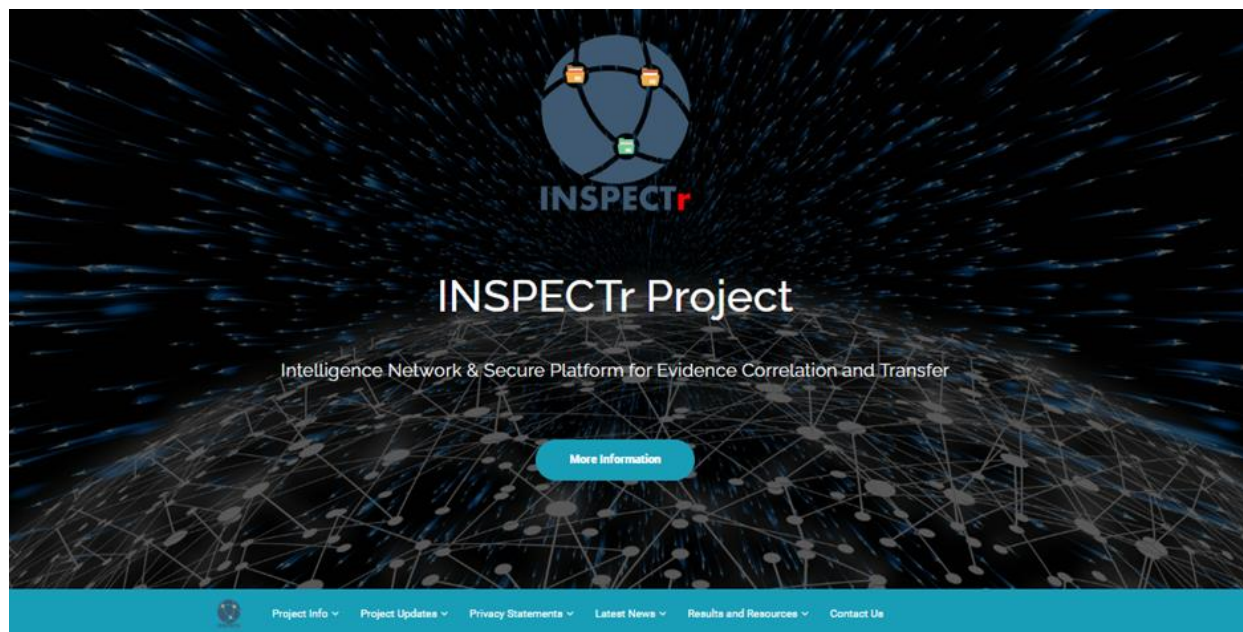 INSPECTr
INSPECTr Project
Intelligence Network & Secure Platform for Evidence Correlation and Transfer
More Information
Project Info Project Updates Privacy Statements Latest News Results and Resources Contact Us